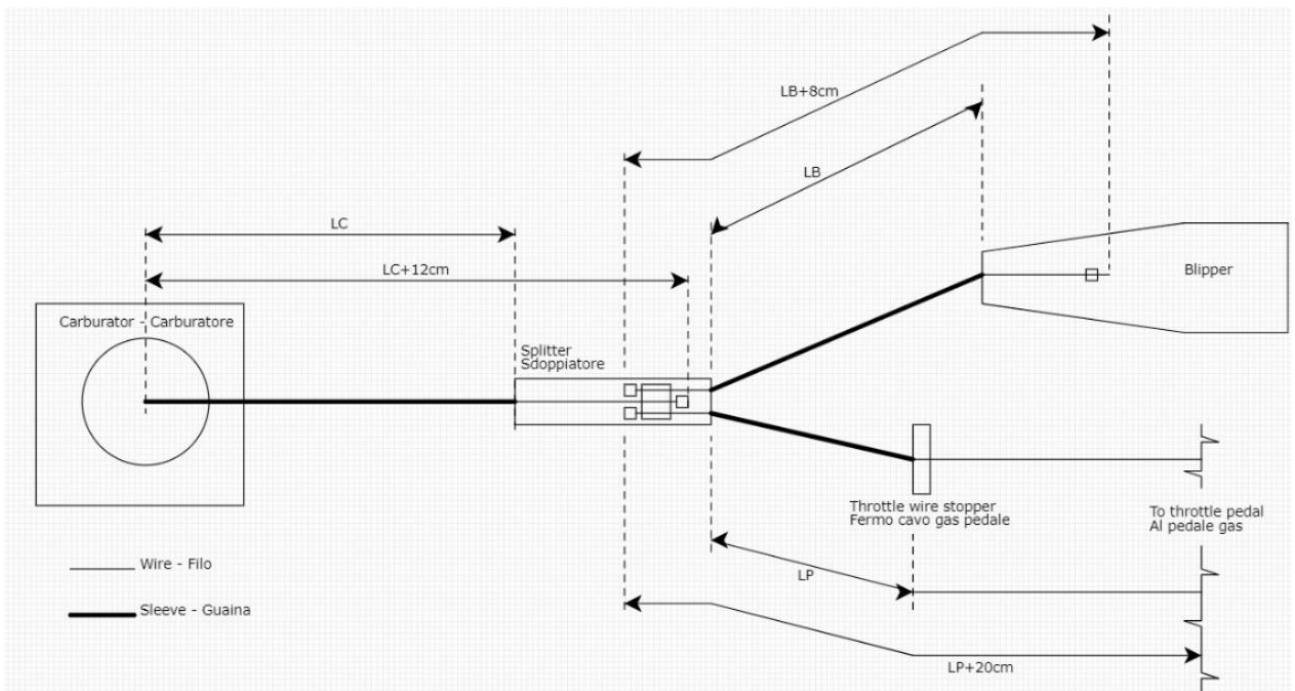 LB+8cm
LB
LC
LC+12cm
Blipper
Carburator - Carburatore
Splitter
Sdoppiatore
Throttle wire stopper
Fermo cavo gas pedale
To throttle pedal
Al pedale gas
Wire - Filo
LP
Sleeve - Guaina
LP+20cm